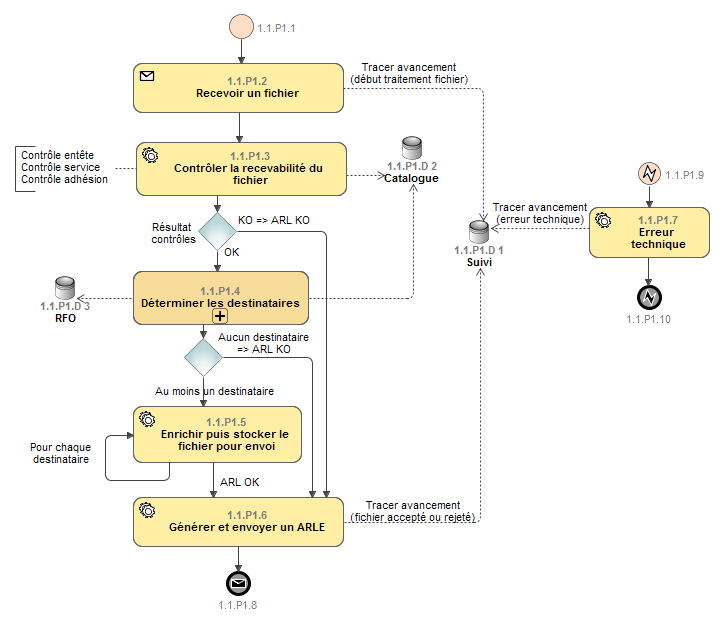 1.1.P1.1
1.1.P1.2
Recevoir un fichier
Tracer avancement
(début traitement fichier)
Contrôle entête
Contrôle service
Contrôle adhésion
1.1.P1.3
Contrôler la recevabilité du
fichier
1.1.P1.D 2
Catalogue
1.1.P1.9
Résultat
contrôles
KO => ARL KO
OK
Tracer avancement
(erreur technique)
1.1.P1.7
Erreur
technique
1.1.P1.D 1
Suivi
1.1.P1.4
Déterminer les destinataires
1.1.P1.D 3
RFO
1.1.P1.10
Aucun destinataire
=> ARL KO
Au moins un destinataire
1.1.P1.5
Enrichir puis stocker le
fichier pour envoi
Pour chaque
destinataire
ARL OK
1.1.P1.6
Générer et envoyer un ARLE
Tracer avancement
(fichier accepté ou rejeté)
1.1.P1.8